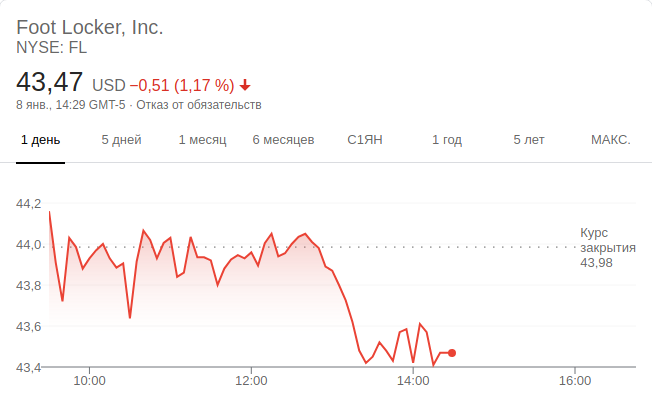 Foot Locker, Inc.
NYSE: FL
43,47 USD −0,51 (1,17 %)
8 янв., 14:29 GMT-5 · Отказ от обязательств
1 день 5 дней 1 месяц 6 месяцев С1ЯН 1 год 5 лет МАКС.
44,2
44,0
43,8
43,6
43,4
Курс
закрытия
43,98
10:00 12:00 14:00 16:00